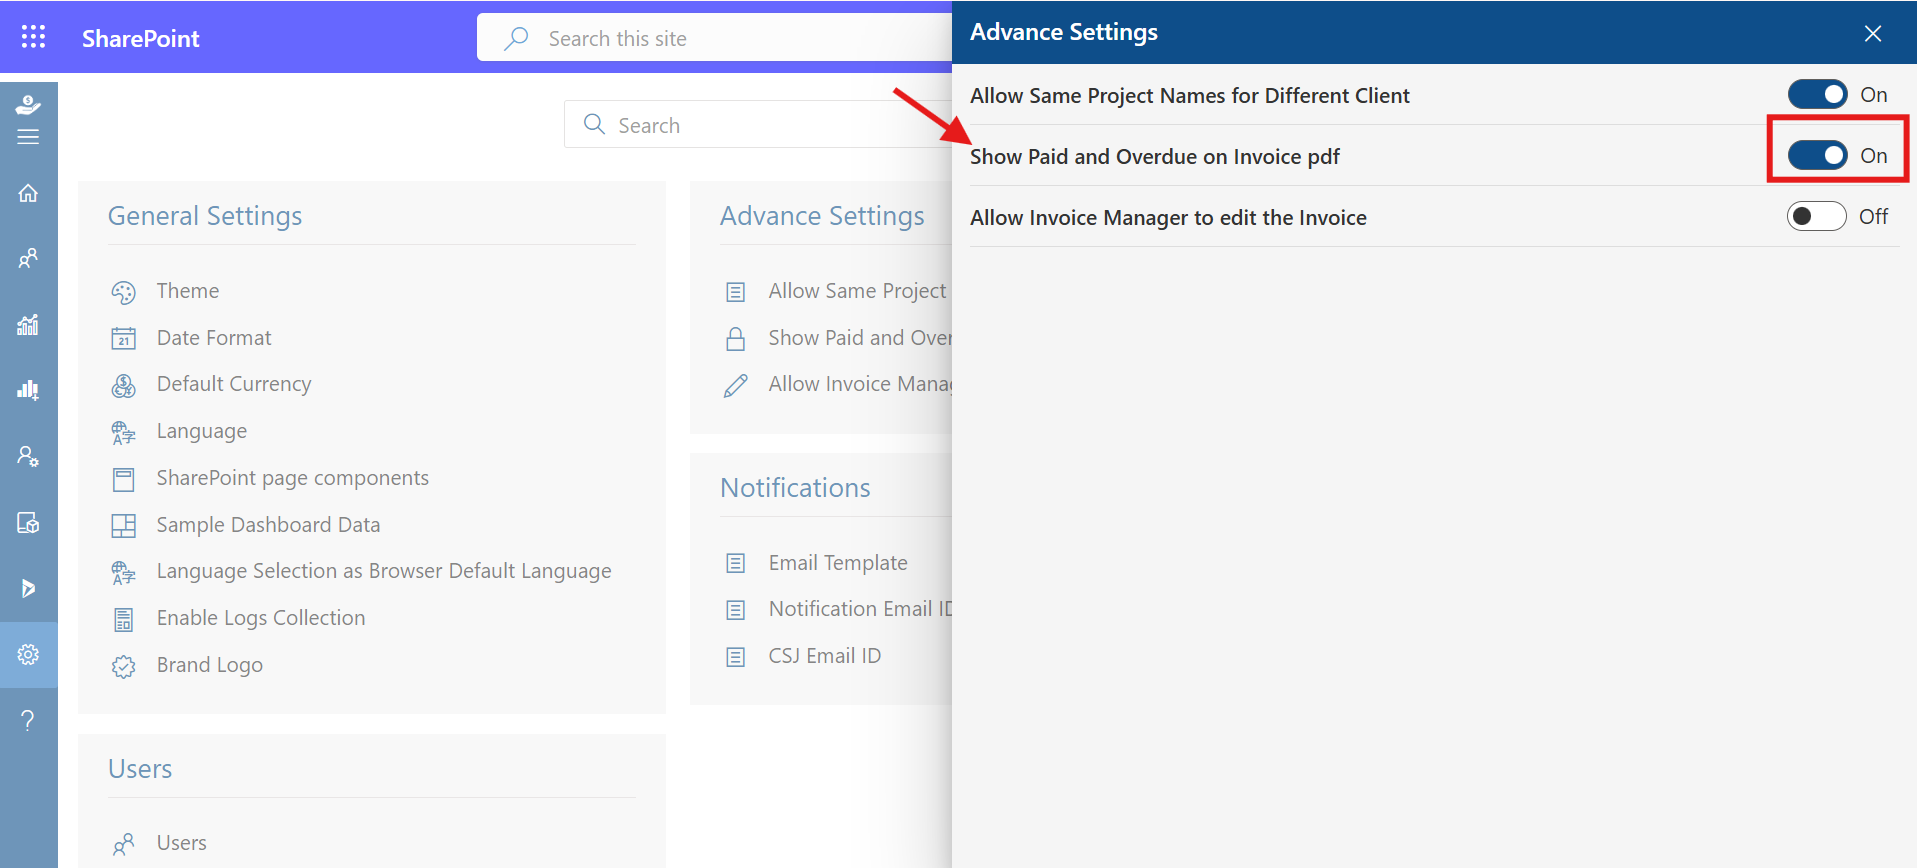 SharePoint
Search this site
Search
General Settings
Theme
21
Date Format
Default Currency
Language
SharePoint page components
Sample Dashboard Data
Language Selection as Browser Default Language
Enable Logs Collection
Brand Logo
Users
Users
Advance Settings
Allow Same Project
Show Paid and Over
Allow Invoice Mana
Notifications
Email Template
Notification Email ID
CSJ Email ID
Advance Settings
Allow Same Project Names for Different Client On
Show Paid and Overdue on Invoice pdf On
Allow Invoice Manager to edit the Invoice Off